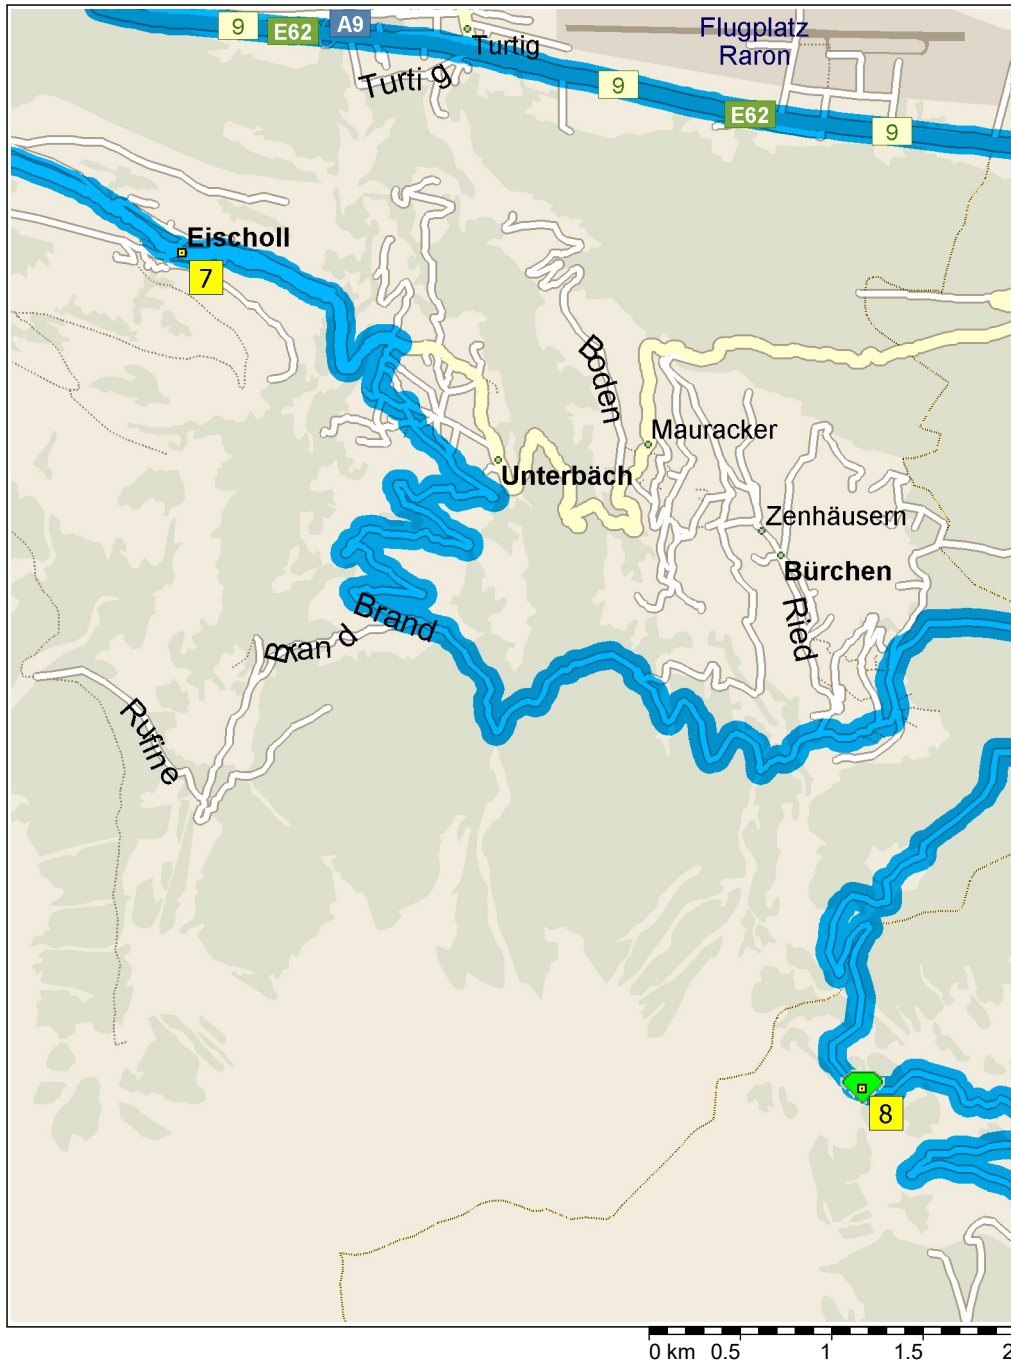 9
E62
A9
Turtig
Flugplatz
Raron
Turtig
9
E62
9
Eischoll
7
Boden
Mauracker
Unterbäch
Zenhäusern
Bürchen
Brand
Ried
Brand
Rufine
8
0 km 0.5 1 1.5 2